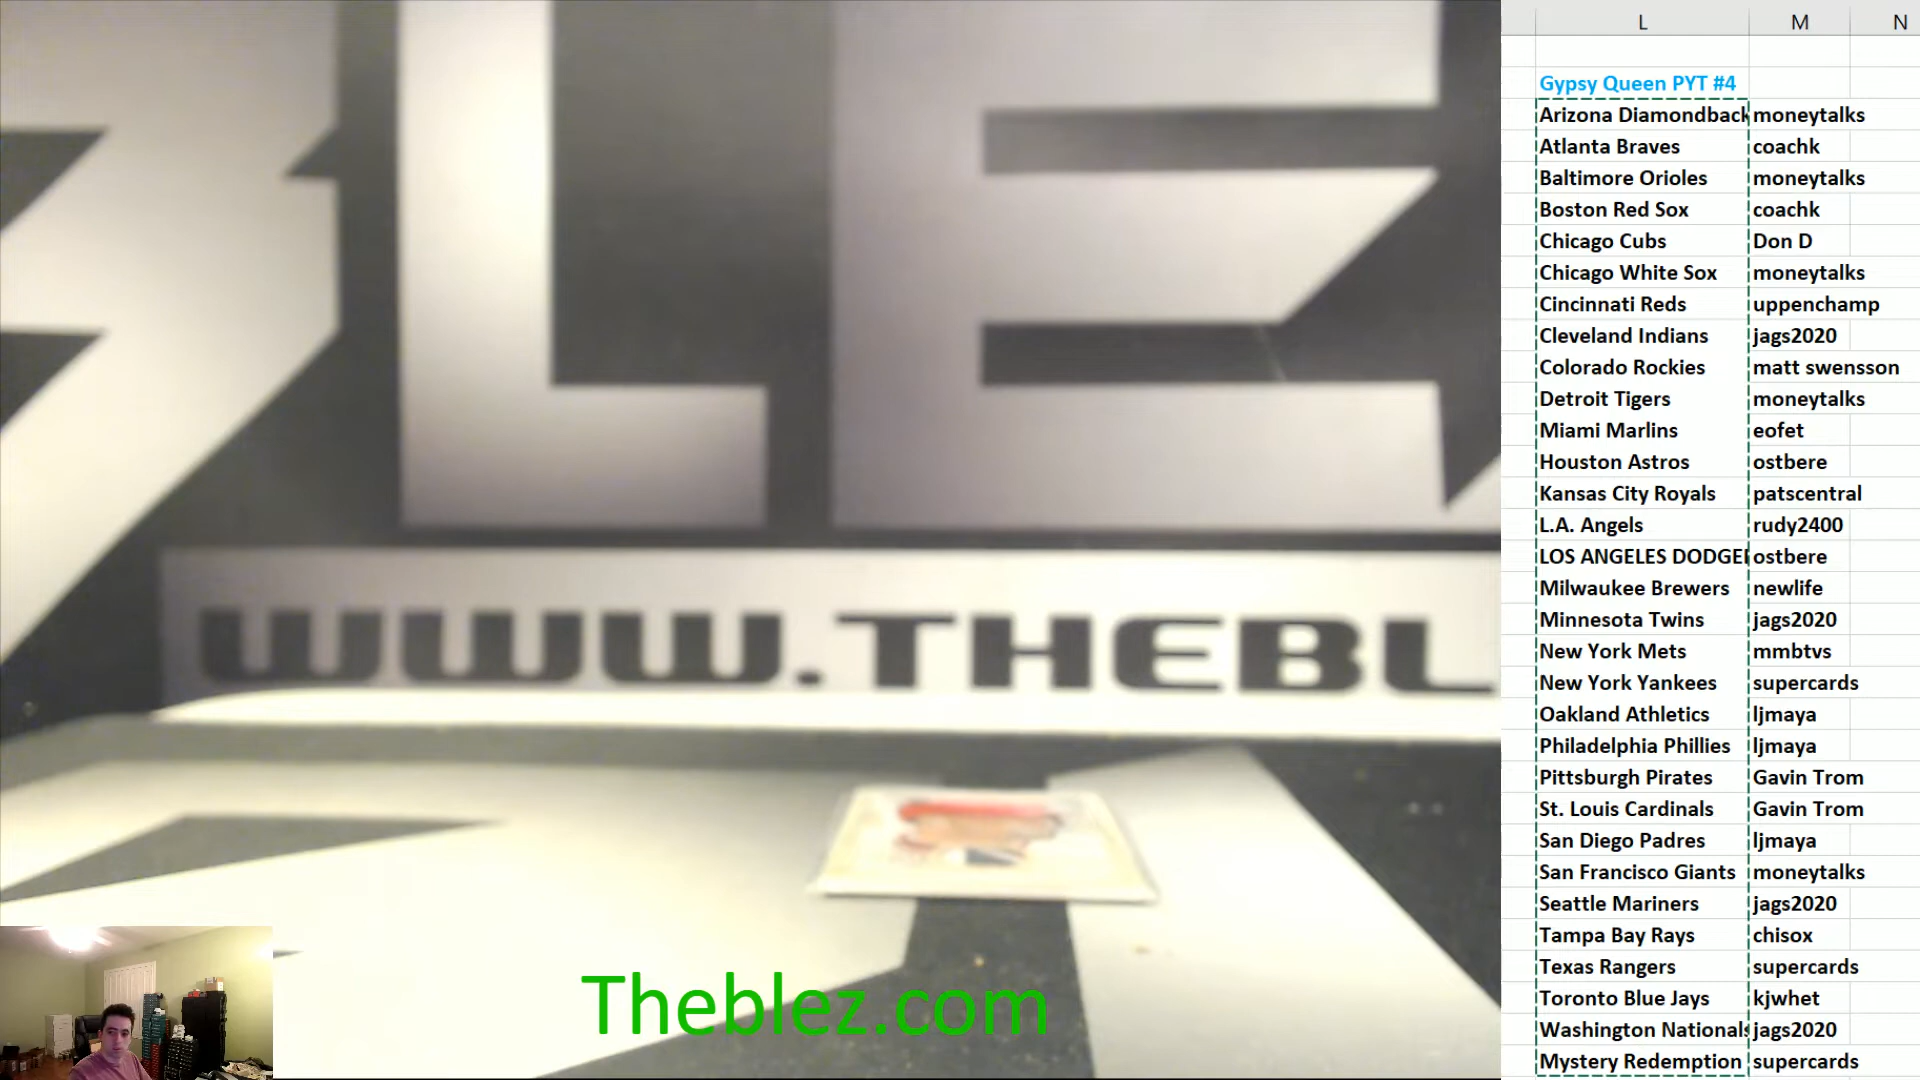 LE
WWW.THEBL
Theblez.com
L M N
Gypsy Queen PYT #4
Arizona Diamondback moneytalks
Atlanta Braves coachk
Baltimore Orioles moneytalks
Boston Red Sox coachk
Chicago Cubs Don D
Chicago White Sox moneytalks
Cincinnati Reds uppenchamp
Cleveland Indians jags2020
Colorado Rockies matt swensson
Detroit Tigers moneytalks
Miami Marlins eofet
Houston Astros ostbere
Kansas City Royals patscentral
L.A. Angels rudy2400
LOS ANGELES DODGE ostbere
Milwaukee Brewers newlife
Minnesota Twins jags2020
New York Mets mmbtvs
New York Yankees supercards
Oakland Athletics ljmaya
Philadelphia Phillies ljmaya
Pittsburgh Pirates Gavin Trom
St. Louis Cardinals Gavin Trom
San Diego Padres ljmaya
San Francisco Giants moneytalks
Seattle Mariners jags2020
Tampa Bay Rays chisox
Texas Rangers supercards
Toronto Blue Jays kjwhet
Washington Nationals jags2020
Mystery Redemption supercards